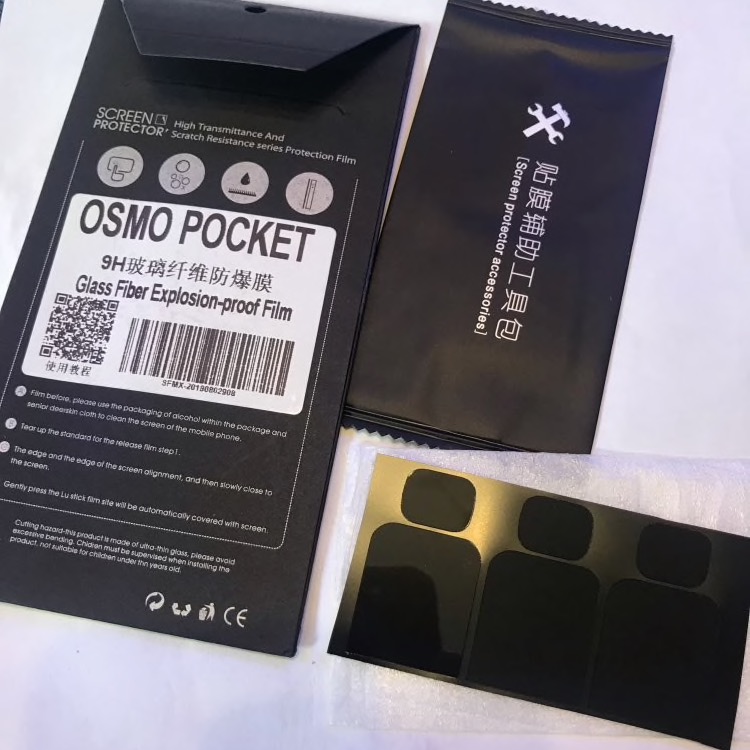 SCREEN
PROTECTOR
High Transmittance And
Scratch Resistance series Protection Film
OSMO POCKET
9H玻璃纤维防爆膜
Glass Fiber Explosion-proof Film
使用教程
SFMX-20190802908
Film before, please use the packaging of alcohol within the package and
senior deerskin cloth to clean the screen of the mobile phone.
Tear up the standard for the release film step1.
The edge and the edge of the screen alignment, and then slowly close to
the screen.
Gently press the Lu stick film site will be automatically covered with screen.
Cutting hazard-this product is made of ultra-thin glass, please avoid
excessive bending. Children must be supervised when installing the
product, not suitable for children under thin years old.
CE
贴膜辅助工具包
[Screen protector accessories]